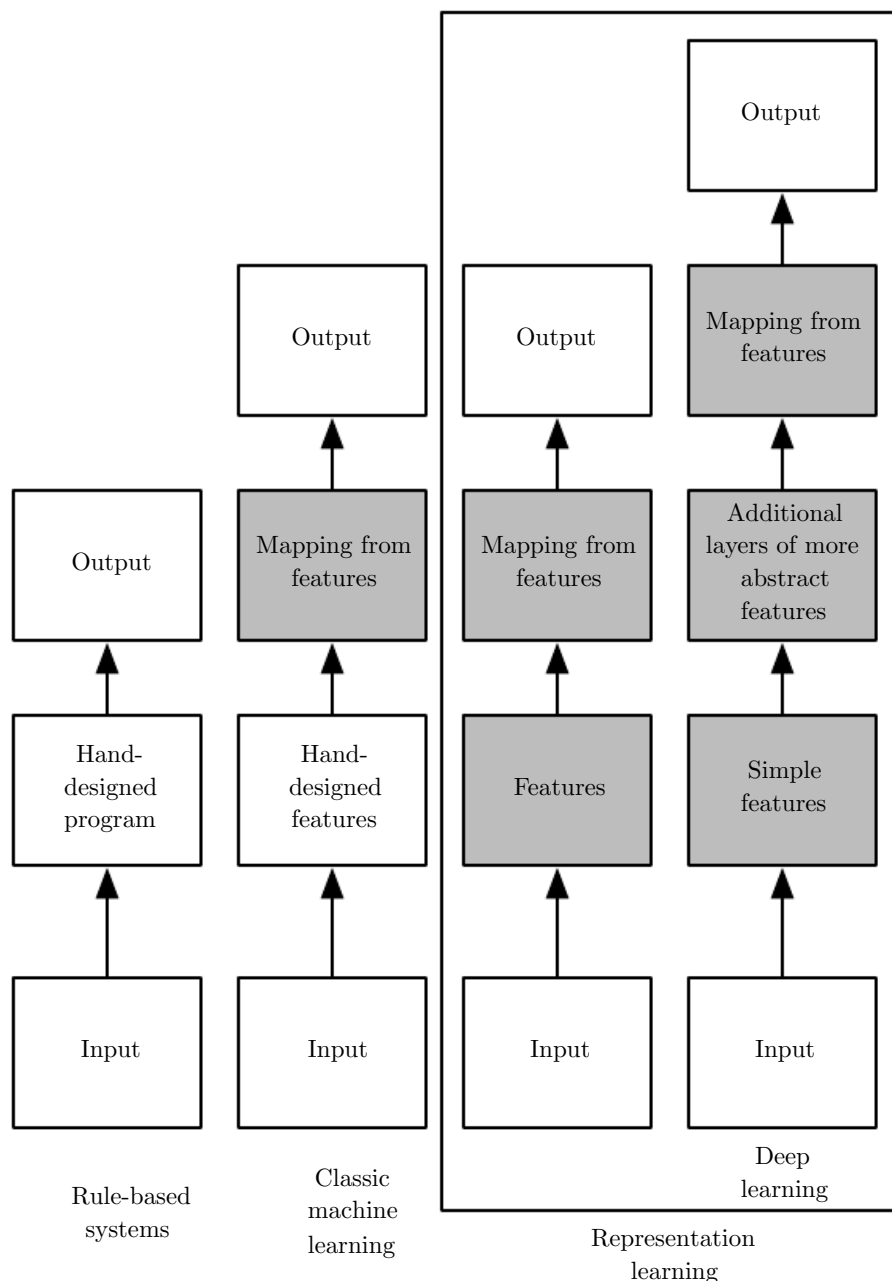 Output
Output
Output
Mapping from
features
Output
Mapping from
features
Mapping from
features
Additional
layers of more
abstract
features
Hand-
designed
program
Hand-
designed
features
Features
Simple
features
Input
Input
Input
Input
Rule-based
systems
Classic
machine
learning
Deep
learning
Representation
learning